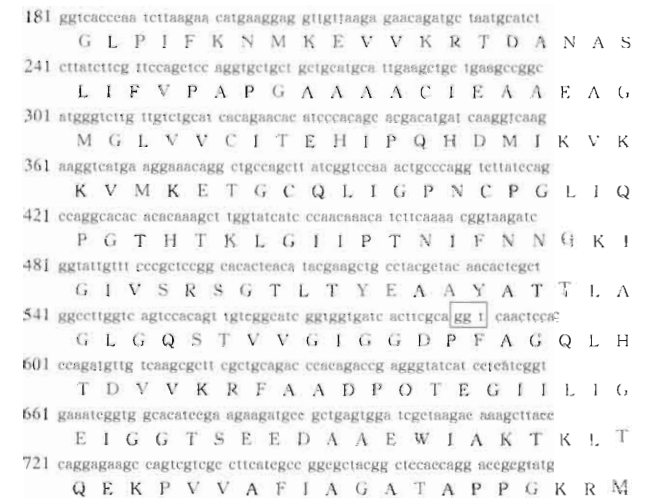 181 ggtcacccaa tcttaagaa catgaaggag gttgttaaga gaacagatgc taatgcatct
G L P I F K N M K E V V K R T D A N A S
241 cttatcttcg ttccagctcc aggtgctgct gctgcatgca ttgaagctgc tgaagccggc
L I F V P A P G A A A A C I E A A E A G
301 atgggtcttg ttgtctgcat cacagaacac atcccacagc acgacatgat caaggtcaag
M G L V V C I T E H I P Q H D M I K V K
361 aaggtcatga aggaaacagg ctgccagctt atcggtccaa actgcccagg tcttatccag
K V M K E T G C Q L I G P N C P G L I Q
421 ccaggcacac acacaaagct tggtatcatc ccaacaaaca tcttcaaaa cggtaagatc
P G T H T K L G I I P T N I F N N G K I
481 ggtattgttt cccgctccgg cacactcaca tacgaagctg cctacgctac aacactcgct
G I V S R S G T L T Y E A A Y A T T L A
541 ggccttggtc agtccacagt tgtcggcatc ggtggtgatc acttcgca gg t caactccac
G L G Q S T V V G I G G D P F A G Q L H
601 ccagatgttg tcaagcgctt cgctgcagac ccacagaccg agggtatcat cctcatcggt
T D V V K R F A A D P Q T E G I I L I G
661 gaaatcggtg gcacatccga agaagatgcc gctgagtgga tcgctaagac aaagcttacc
E I G G T S E E D A A E W I A K T K L T
721 caggagaagc cagtcgtcgc cttcatcgcc ggcgctacgg ctccaccagg accgcgtatg
Q E K P V V A F I A G A T A P P G K R M